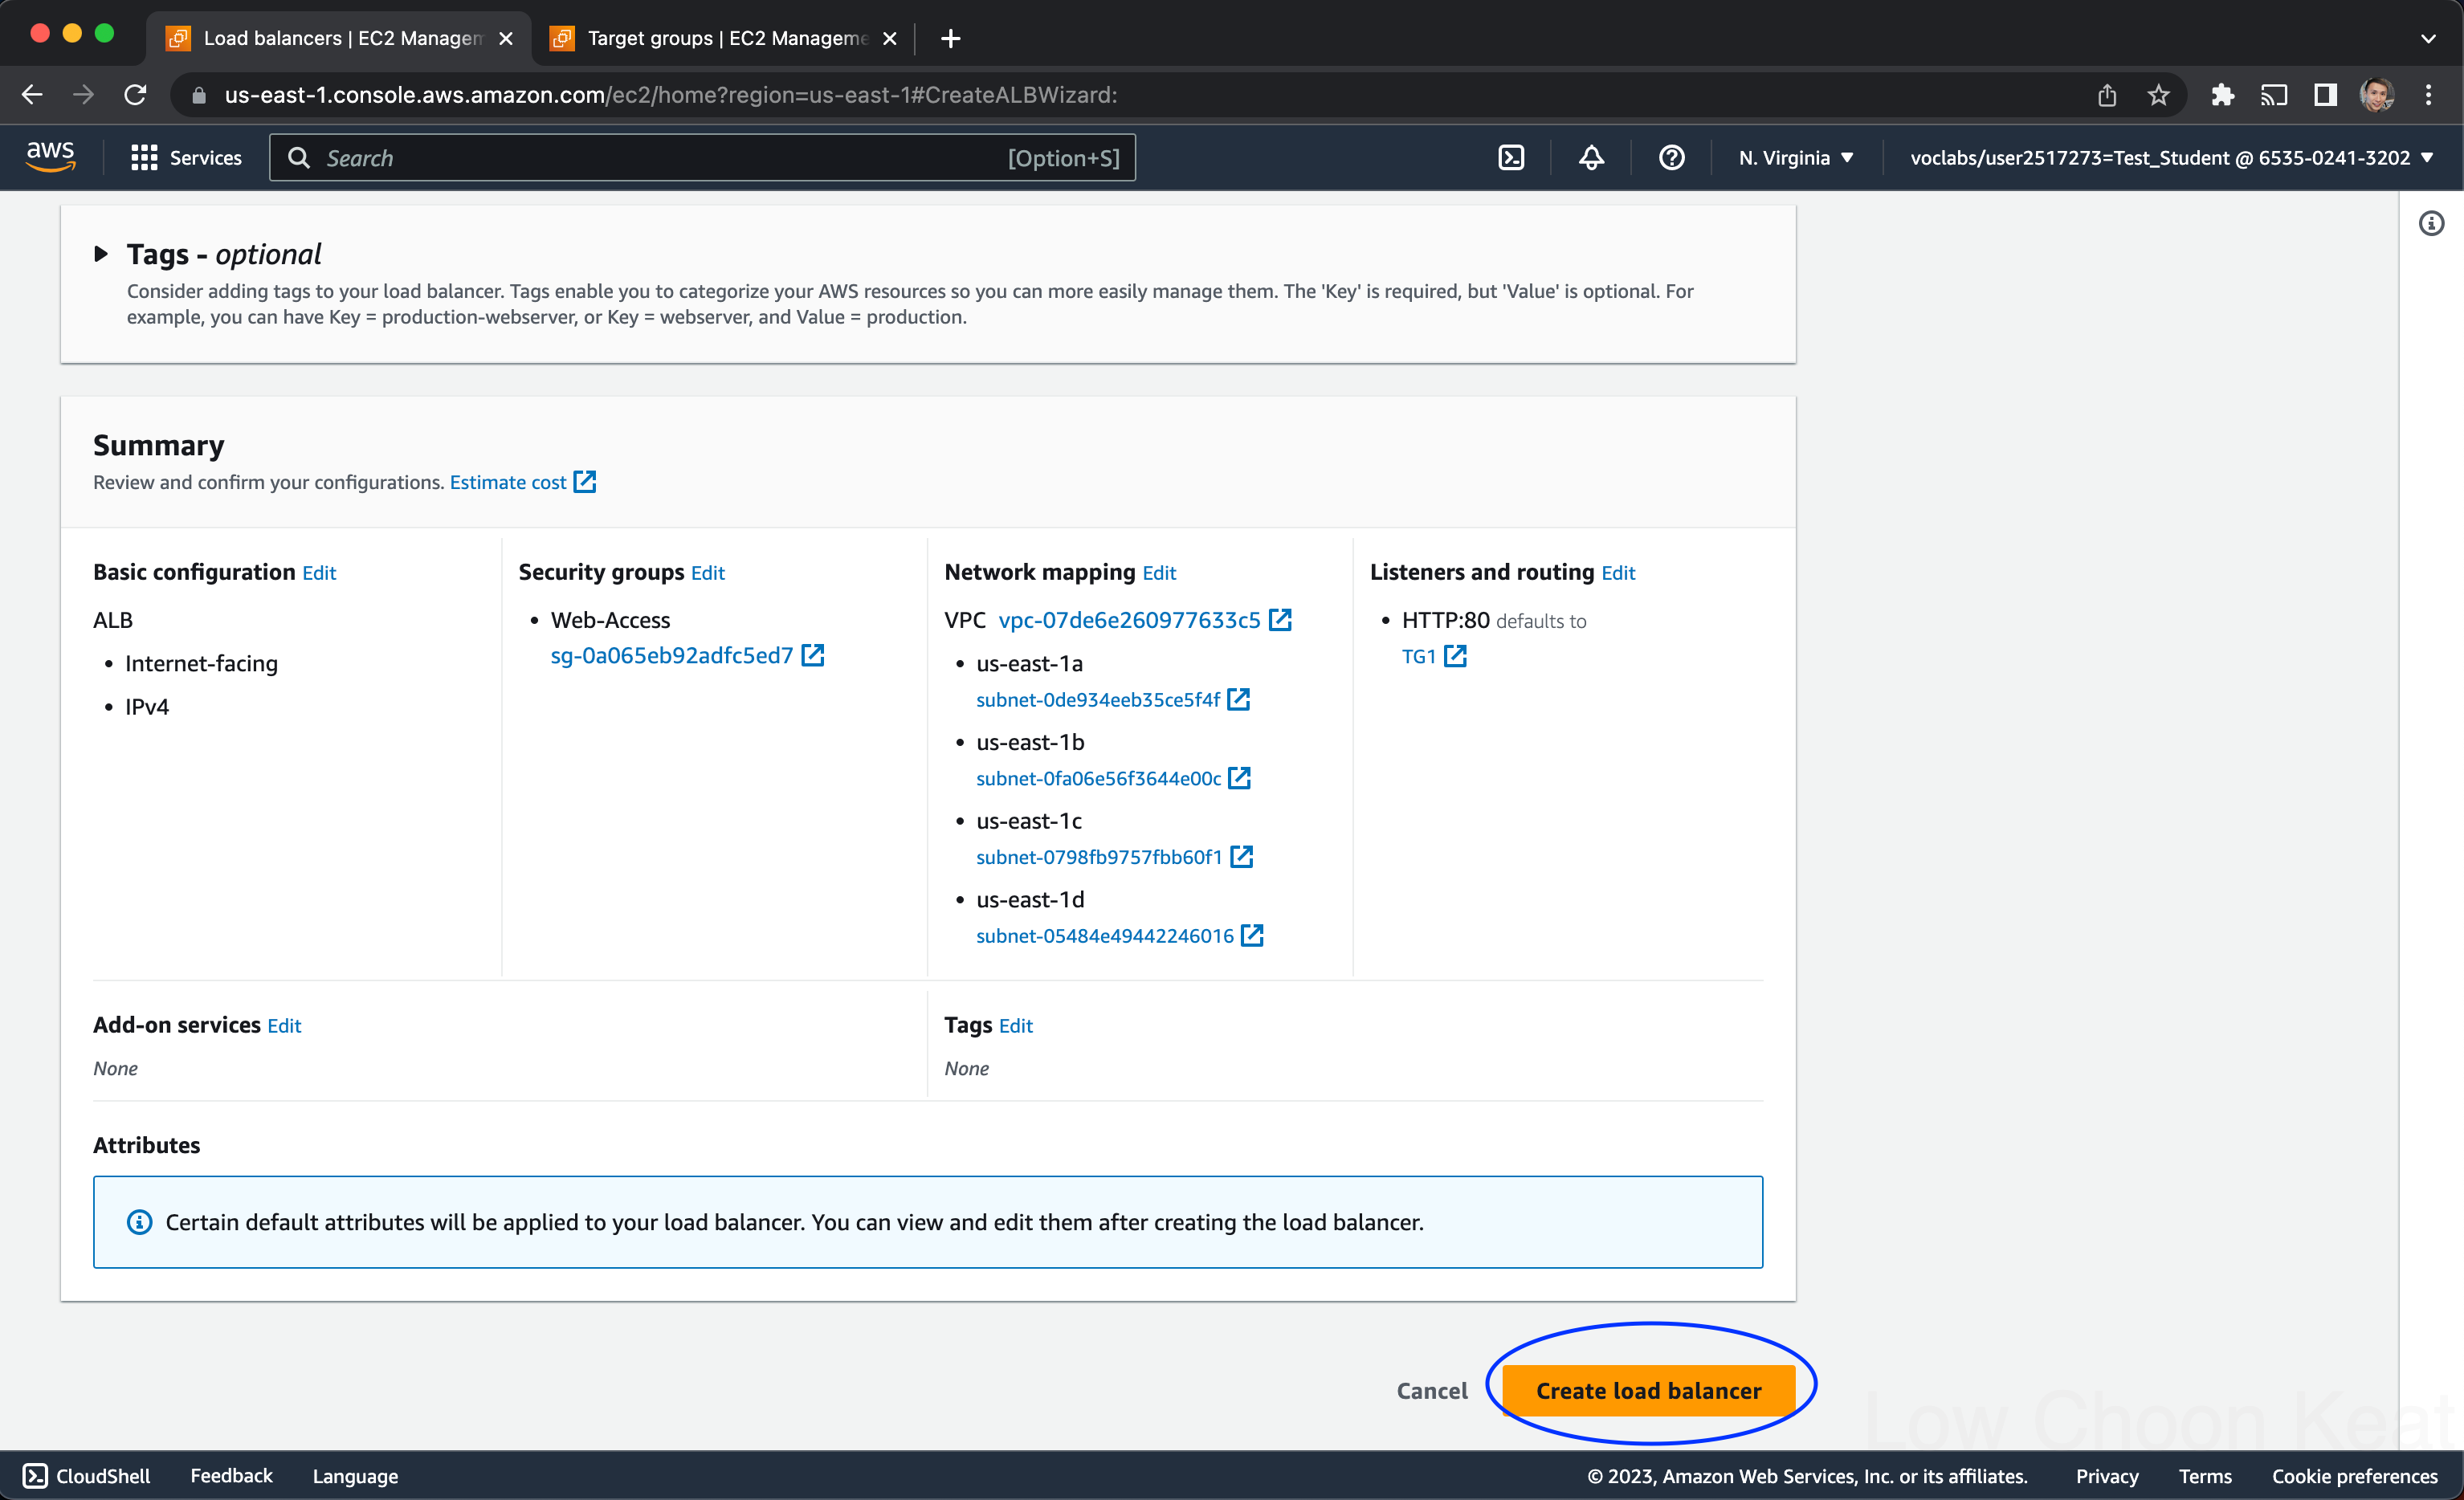 Load balancers | EC2 Managem
Target groups | EC2 Manageme
us-east-1.console.aws.amazon.com/ec2/home?region=us-east-1#CreateALBWizard:
aws
Services
Search
[Option+S]
N. Virginia
voclabs/user2517273=Test_Student @ 6535-0241-3202
Tags - optional
Consider adding tags to your load balancer. Tags enable you to categorize your AWS resources so you can more easily manage them. The 'Key' is required, but 'Value' is optional. For
example, you can have Key = production-webserver, or Key = webserver, and Value = production.
Summary
Review and confirm your configurations. Estimate cost
Basic configuration Edit
ALB
• Internet-facing
• IPv4
Security groups Edit
• Web-Access
sg-0a065eb92adfc5ed7
Network mapping Edit
VPC vpc-07de6e260977633c5
• us-east-1a
subnet-0de934eeb35ce5f4f
• us-east-1b
subnet-0fa06e56f3644e00c
• us-east-1c
subnet-0798fb9757fbb60f1
• us-east-1d
subnet-05484e49442246016
Listeners and routing Edit
• HTTP:80 defaults to
TG1
Add-on services Edit
None
Tags Edit
None
Attributes
Certain default attributes will be applied to your load balancer. You can view and edit them after creating the load balancer.
Cancel
Create load balancer
Low Choon Keat
CloudShell
Feedback
Language
© 2023, Amazon Web Services, Inc. or its affiliates.
Privacy
Terms
Cookie preferences